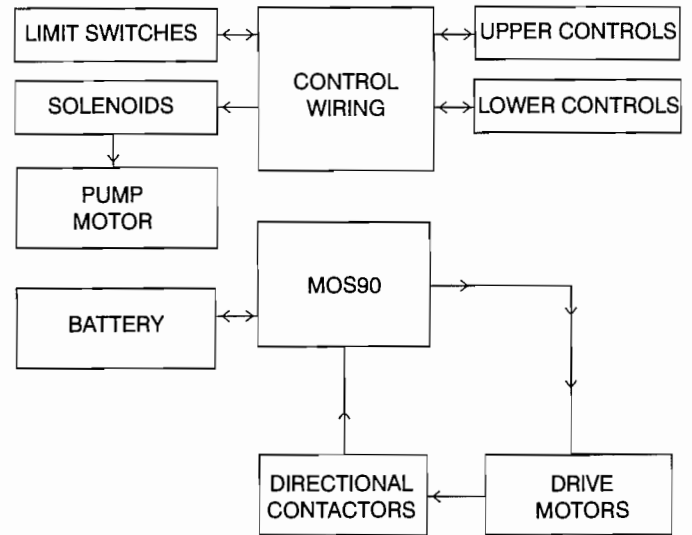 LIMIT SWITCHES
CONTROL
WIRING
UPPER CONTROLS
SOLENOIDS
LOWER CONTROLS
PUMP
MOTOR
MOS90
BATTERY
DIRECTIONAL
CONTACTORS
DRIVE
MOTORS